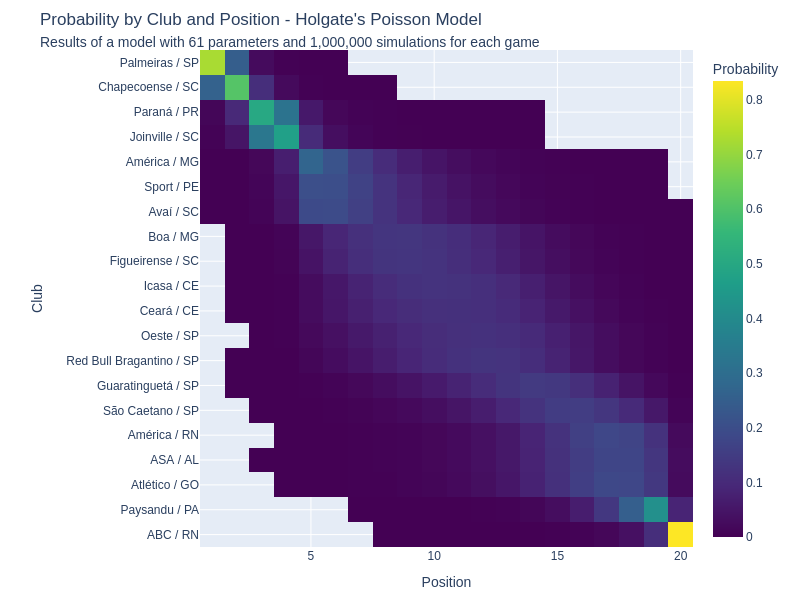 Probability by Club and Position - Holgate's Poisson Model
Results of a model with 61 parameters and 1,000,000 simulations for each game
Probability
Palmeiras / SP
Chapecoense / SC
Paraná / PR
Joinville / SC
América / MG
Sport / PE
Avaí / SC
Boa / MG
Figueirense / SC
Icasa / CE
Ceará / CE
Oeste / SP
Red Bull Bragantino / SP
Guaratinguetá / SP
São Caetano / SP
América / RN
ASA / AL
Atlético / GO
Paysandu / PA
ABC / RN
Club
5
10
15
20
Position
0.8
0.7
0.6
0.5
0.4
0.3
0.2
0.1
0